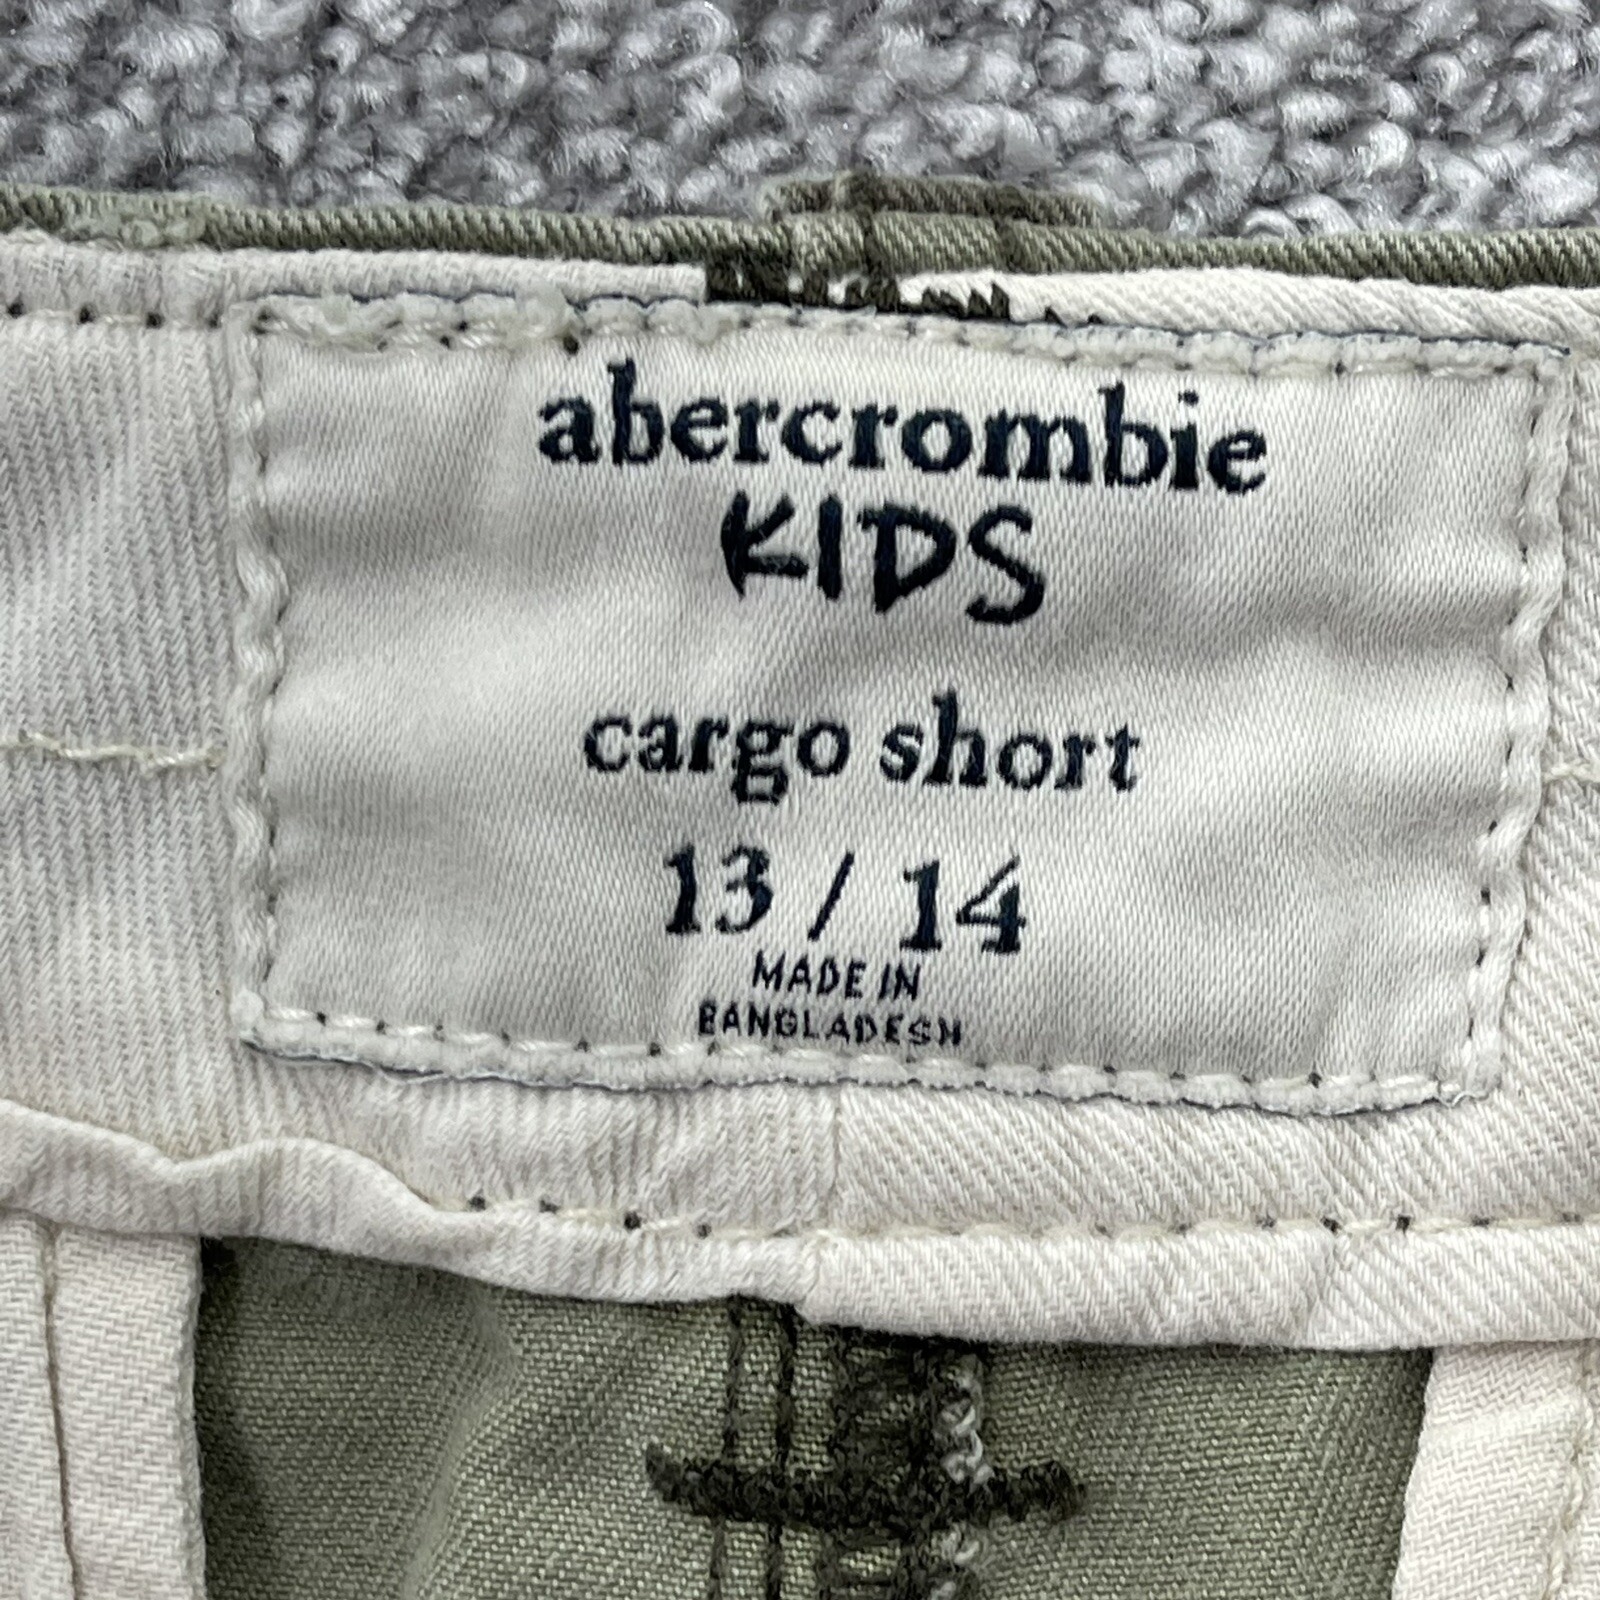 abercrombie
KIDS
cargo short
13 / 14
MADE IN
BANGLADESH